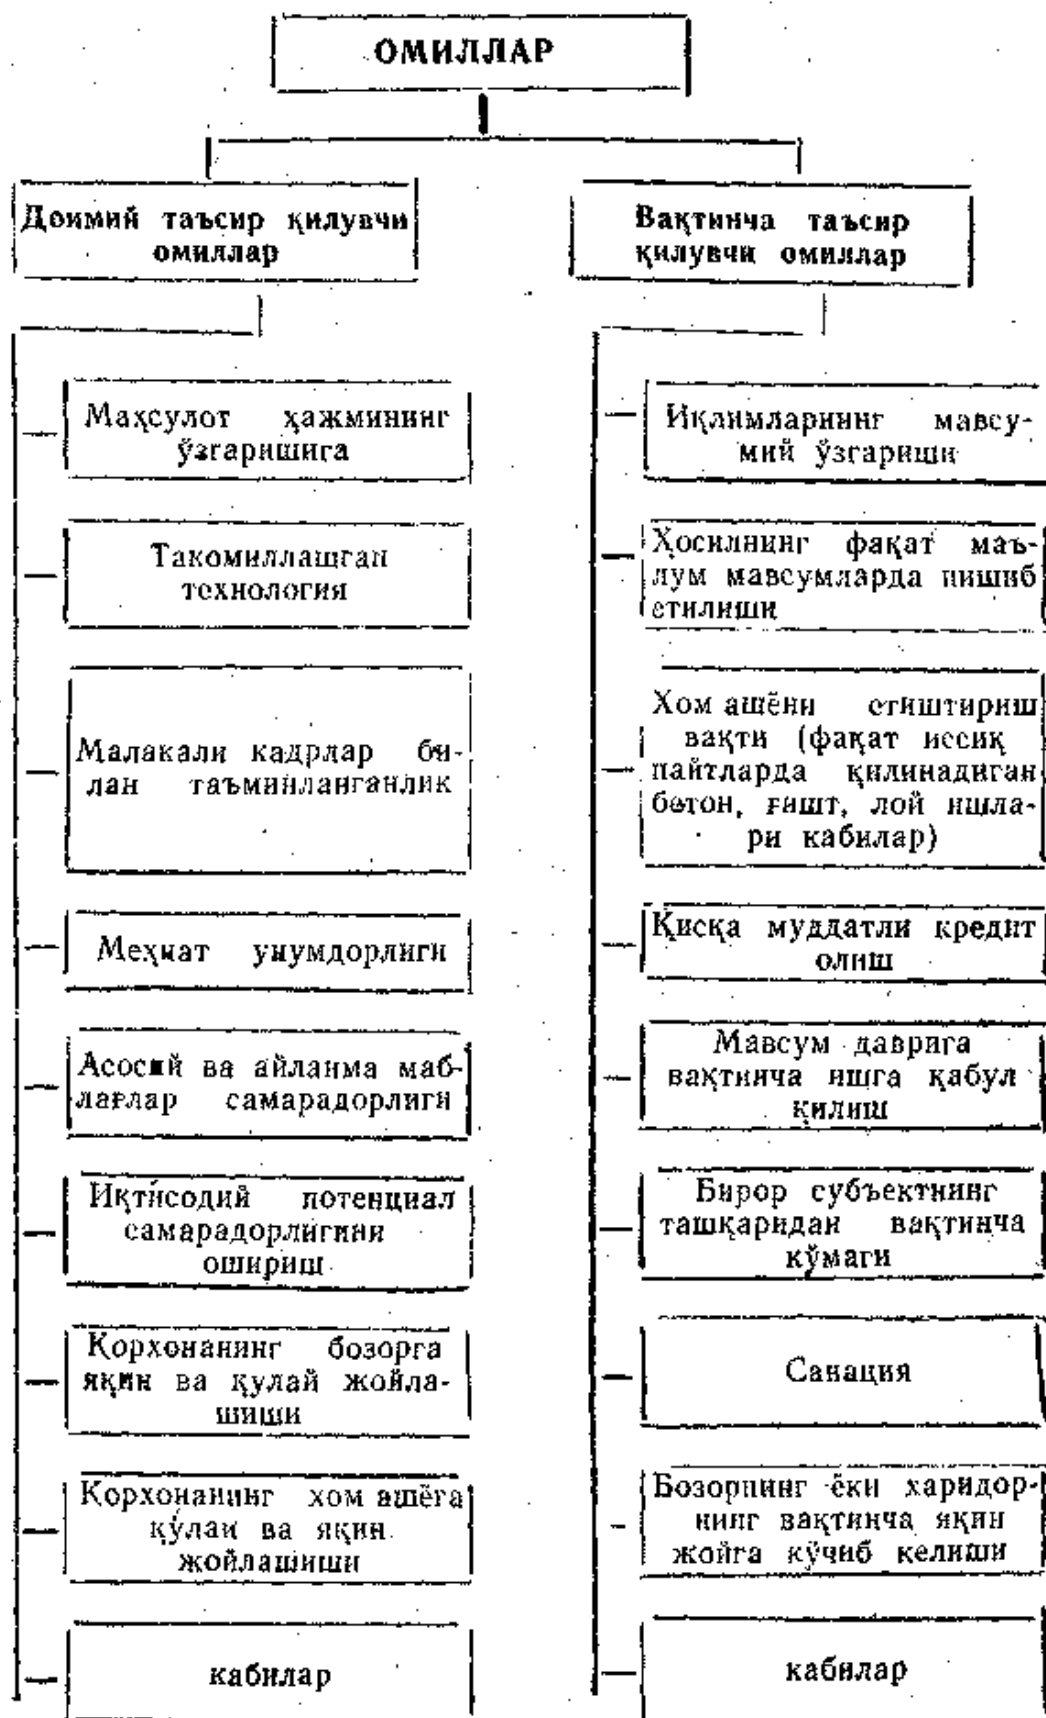 ОМИЛЛАР
Доимий таъсир қилувчи
омиллар
Маҳсулот ҳажмининг
ўзгаришига
Такомиллашган
технология
Малакали кадрлар би-
лан таъминланганлик
Меҳнат унумдорлиги
Асосий ва айланма маб-
лағлар самарадорлиги
Иқтисодий потенциал
самарадорлигини
ошириш
Қорхонанинг бозорга
яқин ва қулай жойла-
шиши
Қорхонанинг хом ашёга
қулай ва яқин
жойлашиши
кабилар
Вақтинча таъсир
қилувчи омиллар
Иқлимларнинг мавсу-
мий ўзгариши
Ҳосилнинг фақат маъ-
лум мавсумларда пишиб
етилиши
Хом ашёни етиштириш
вақти (фақат иссиқ
пайтларда қилинадиган
бетон, ғишт, лой ишла-
ри кабилар)
Қисқа муддатли кредит
олиш
Мавсум даврига
вақтинча ишга қабул
қилиш
Бирор субъектнинг
ташқаридан вақтинча
кўмаги
Санация
Бозорнинг ёки харидор-
нинг вақтинча яқин
жойга кўчиб келиши
кабилар